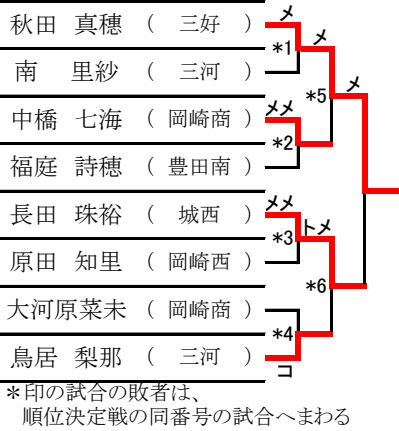 秋田 真穂 （ 三好 ） メ
*1 メ
南 里紗 （ 三河 ）
*5 メ
中橋 七海 （ 岡崎商 ） メメ
*2
福庭 詩穂 （ 豊田南 ）
長田 珠裕 （ 城西 ） メメ
*3 トメ
原田 知里 （ 岡崎西 ）
*6
大河原菜未 （ 岡崎商 ）
*4
鳥居 梨那 （ 三河 ） コ
＊印の試合の敗者は、
順位決定戦の同番号の試合へまわる